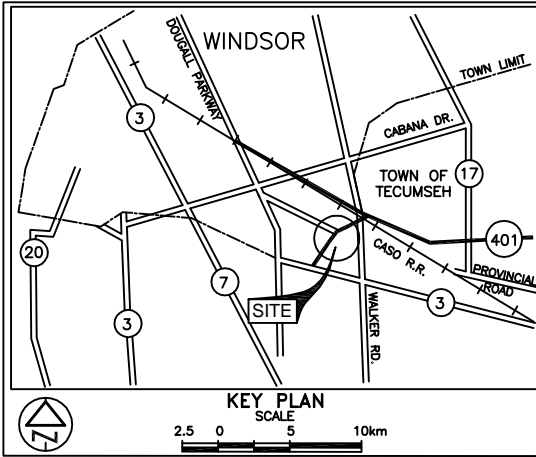 WINDSOR
DOUGALL PARKWAY
TOWN LIMIT
3
CABANA DR.
TOWN OF
TECUMSEH
17
401
20
CASO R.R.
7
PROVINCIAL
ROAD
SITE
3
3
WALKER RD.
KEY PLAN
SCALE
2.5 0 5 10km
N